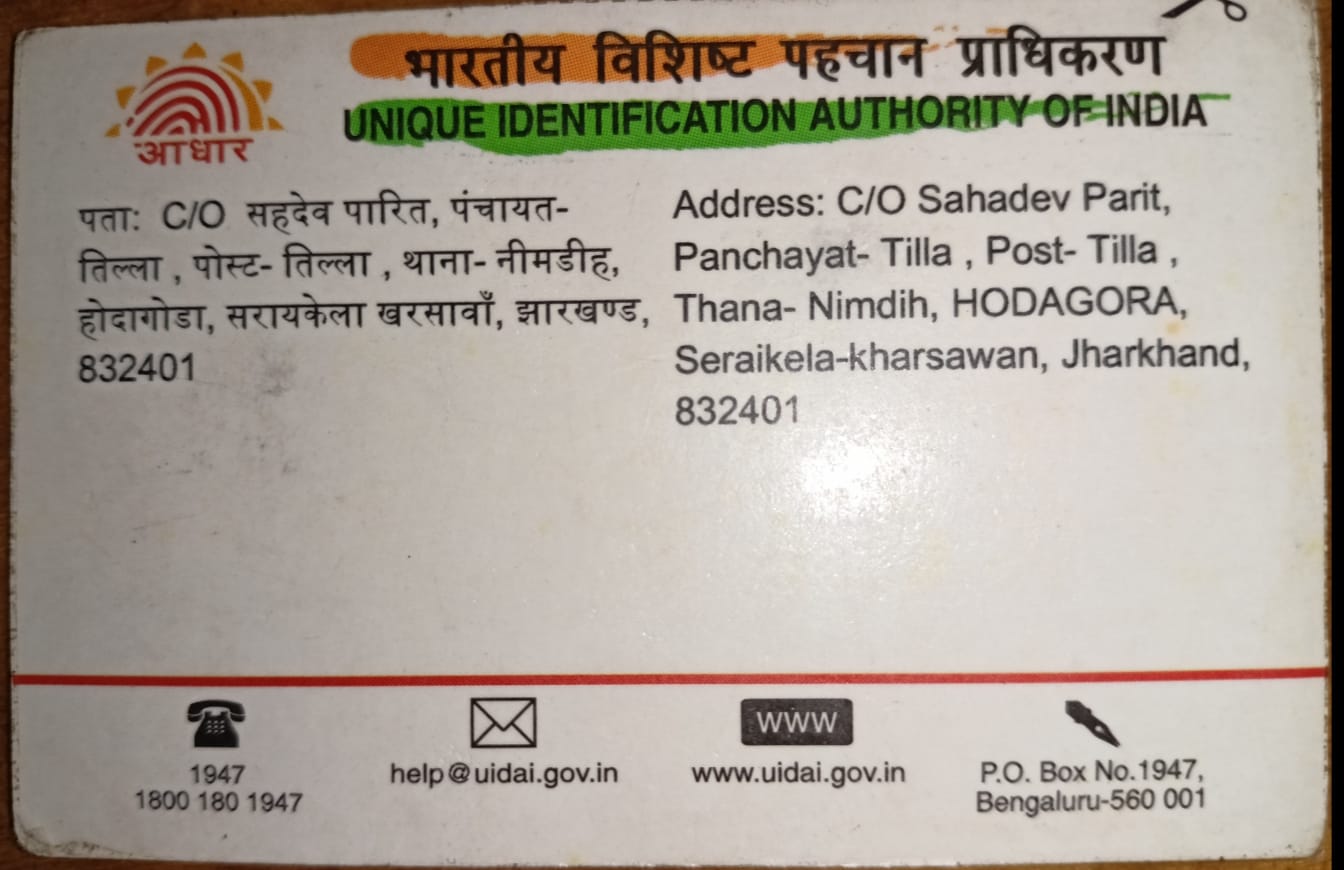 भारतीय विशिष्ट पहचान प्राधिकरण
UNIQUE IDENTIFICATION AUTHORITY OF INDIA
आधार
पता: C/O सहदेव पारित, पंचायत-
तिल्ला , पोस्ट- तिल्ला , थाना- नीमडीह,
होदागोडा, सरायकेला खरसावाँ, झारखण्ड,
832401
Address: C/O Sahadev Parit,
Panchayat- Tilla , Post- Tilla ,
Thana- Nimdih, HODAGORA,
Seraikela-kharsawan, Jharkhand,
832401
1947
1800 180 1947
help@uidai.gov.in
www
www.uidai.gov.in
P.O. Box No.1947,
Bengaluru-560 001